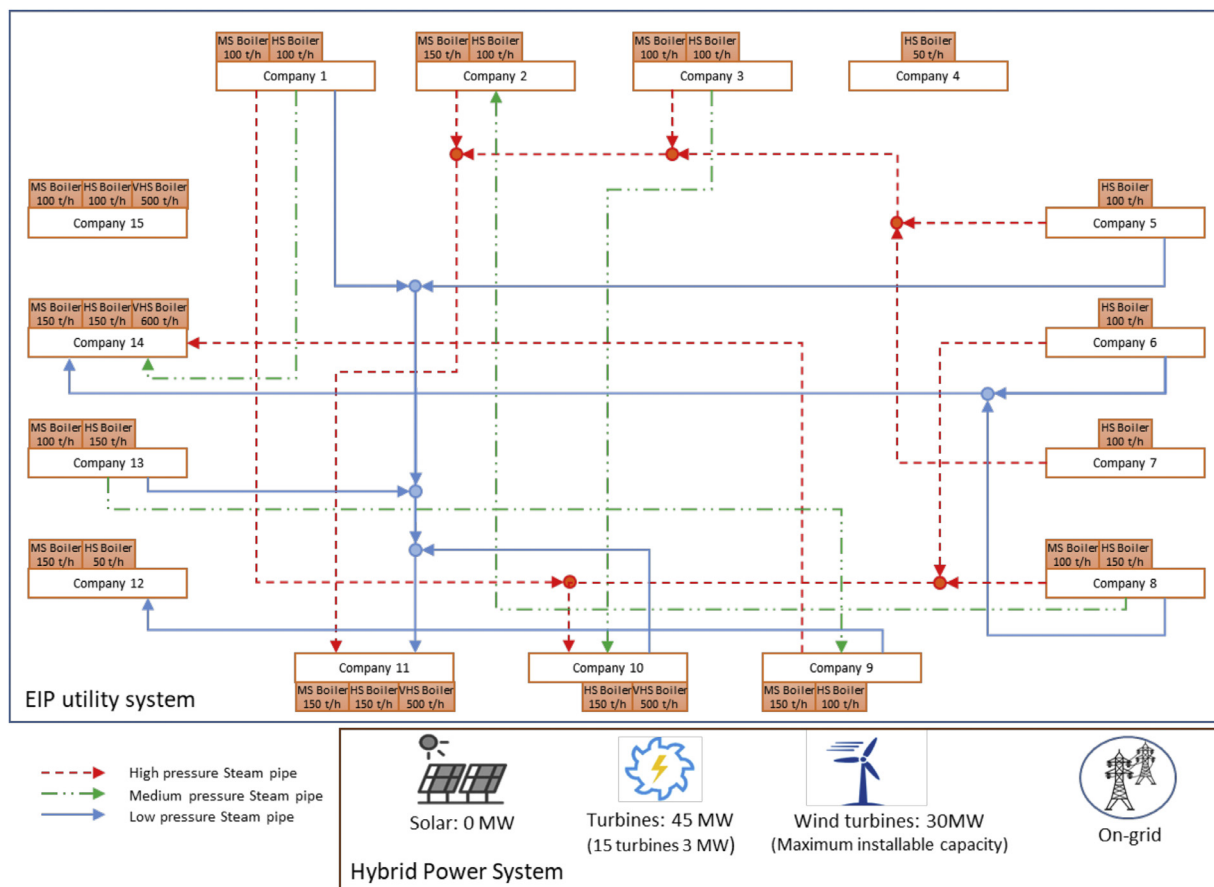 MS Boiler HS Boiler
100 t/h 100 t/h
Company 1
MS Boiler HS Boiler
150 t/h 100 t/h
Company 2
MS Boiler HS Boiler
100 t/h 100 t/h
Company 3
HS Boiler
50 t/h
Company 4
MS Boiler HS Boiler VHS Boiler
100 t/h 100 t/h 500 t/h
Company 15
HS Boiler
100 t/h
Company 5
MS Boiler HS Boiler VHS Boiler
150 t/h 150 t/h 600 t/h
Company 14
HS Boiler
100 t/h
Company 6
MS Boiler HS Boiler
100 t/h 150 t/h
Company 13
HS Boiler
100 t/h
Company 7
MS Boiler HS Boiler
150 t/h 50 t/h
Company 12
MS Boiler HS Boiler
100 t/h 150 t/h
Company 8
Company 11
MS Boiler HS Boiler VHS Boiler
150 t/h 150 t/h 500 t/h
Company 10
HS Boiler VHS Boiler
150 t/h 500 t/h
Company 9
MS Boiler HS Boiler
150 t/h 100 t/h
EIP utility system
High pressure Steam pipe
Medium pressure Steam pipe
Low pressure Steam pipe
Solar: 0 MW
Turbines: 45 MW
(15 turbines 3 MW)
Wind turbines: 30MW
(Maximum installable capacity)
On-grid
Hybrid Power System